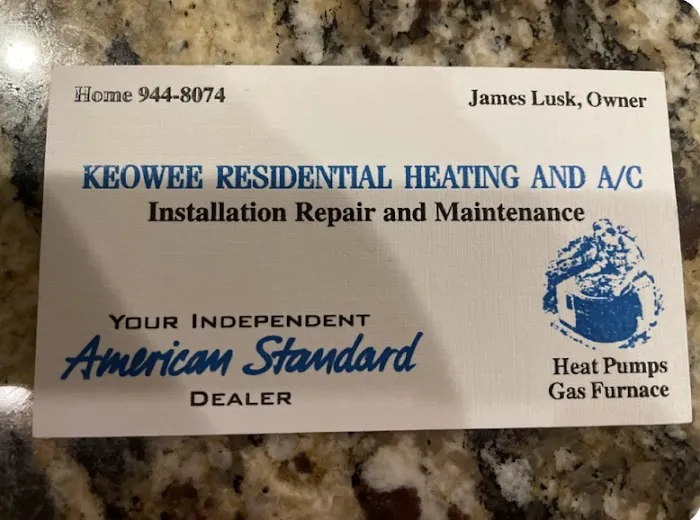 Home 944-8074
James Lusk, Owner
KEOWEE RESIDENTIAL HEATING AND A/C
Installation Repair and Maintenance
YOUR INDEPENDENT
American Standard
DEALER
Heat Pumps
Gas Furnace